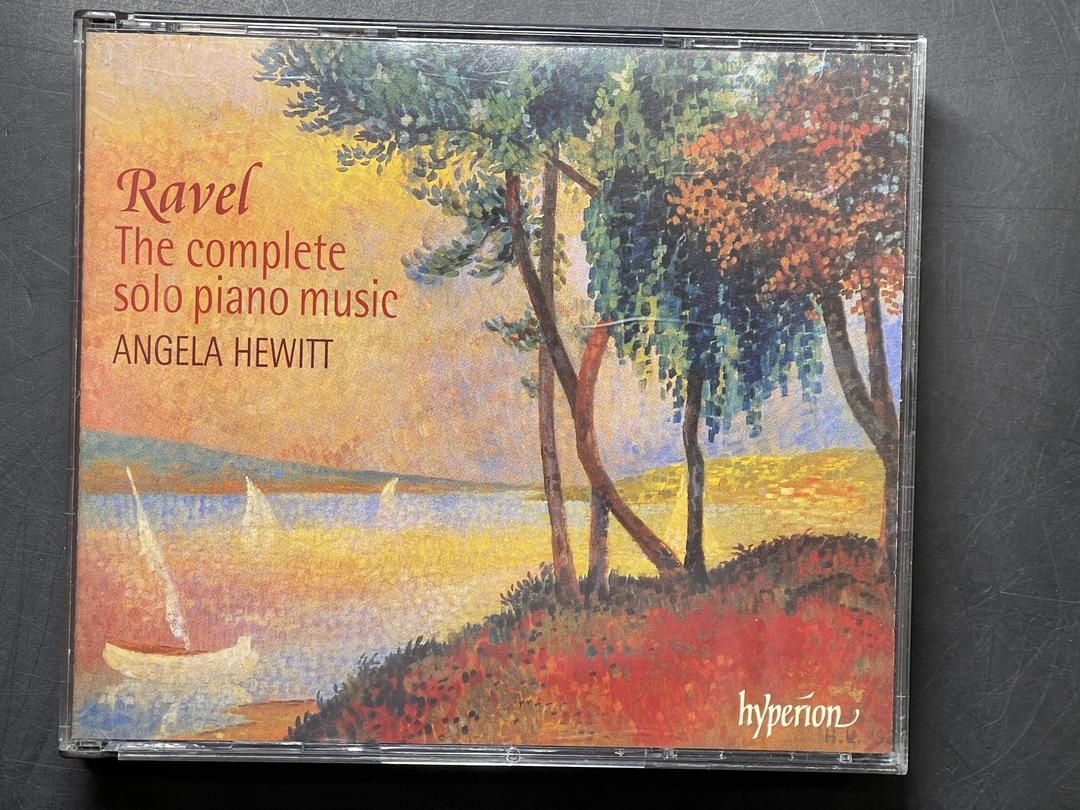 Ravel
The complete
solo piano music
ANGELA HEWITT
hyperion